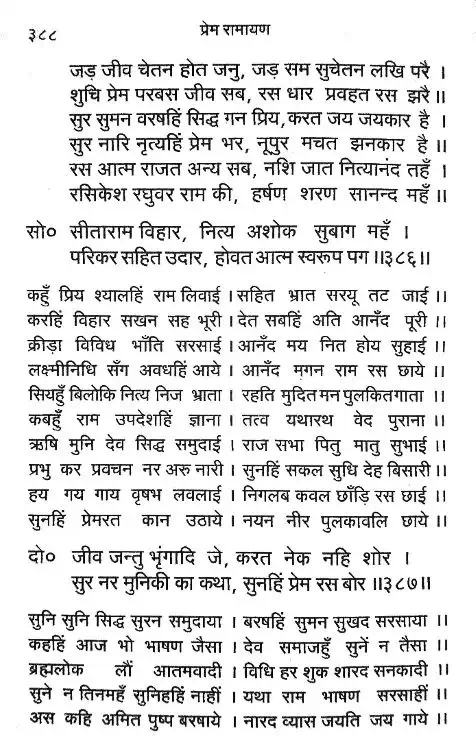 ३८८
प्रेम रामायण
जड़ जीव चेतन होत जनु, जड़ सम सुचेतन लखि परै ।
शुचि प्रेम परबस जीव सब, रस धार प्रवहत रस झरै ॥
सुर सुमन वरषहिं सिद्ध गन प्रिय, करत जय जयकार है ।
सुर नारि नृत्यहिं प्रेम भर, नूपुर मचत झनकार है ॥
रस आत्म राजत अन्य सब, नशि जात नित्यानंद तहँ ।
रसिकेश रघुवर राम की, हर्षण शरण सानन्द महँ ॥
सो० सीताराम विहार, नित्य अशोक सुबाग महँ ।
परिकर सहित उदार, होवत आत्म स्वरूप पग ॥३८६॥
कहुँ प्रिय श्यालहिं राम लिवाई । सहित भ्रात सरयू तट जाई ॥
करहिं विहार सखन सह भूरी । देत सबहिं अति आनँद पूरी ॥
क्रीड़ा विविध भाँति सरसाई । आनँद मय नित होय सुहाई ॥
लक्ष्मीनिधि सँग अवधहिं आये । आनँद मगन राम रस छाये ॥
सियहुँ बिलोकि नित्य निज भ्राता । रहति मुदित मन पुलकित गाता ॥
कबहुँ राम उपदेशहिं ज्ञाना । तत्व यथारथ वेद पुराना ॥
ऋषि मुनि देव सिद्ध समुदाई । राज सभा पितु मातु सुभाई ॥
प्रभु कर प्रवचन नर अरु नारी । सुनहिं सकल सुधि देह बिसारी ॥
हय गय गाय वृषभ लवलाई । निगलब कवल छाँड़ि रस छाई ॥
सुनहिं प्रेमरत कान उठाये । नयन नीर पुलकावलि छाये ॥
दो० जीव जन्तु भृंगादि जे, करत नेक नहि शोर ।
सुर नर मुनिकी का कथा, सुनहिं प्रेम रस बोर ॥३८७॥
सुनि सुनि सिद्ध सुरन समुदाया । बरषहिं सुमन सुखद सरसाया ॥
कहहिं आज भो भाषण जैसा । देव समाजहुँ सुनें न तैसा ॥
ब्रह्मलोक लौं आतमवादी । विधि हर शुक शारद सनकादी ॥
सुने न तिनमहँ सुनिहहिं नाहीं । यथा राम भाषण सरसाहीं ॥
अस कहि अमित पुष्प बरषाये । नारद व्यास जयति जय गाये ॥